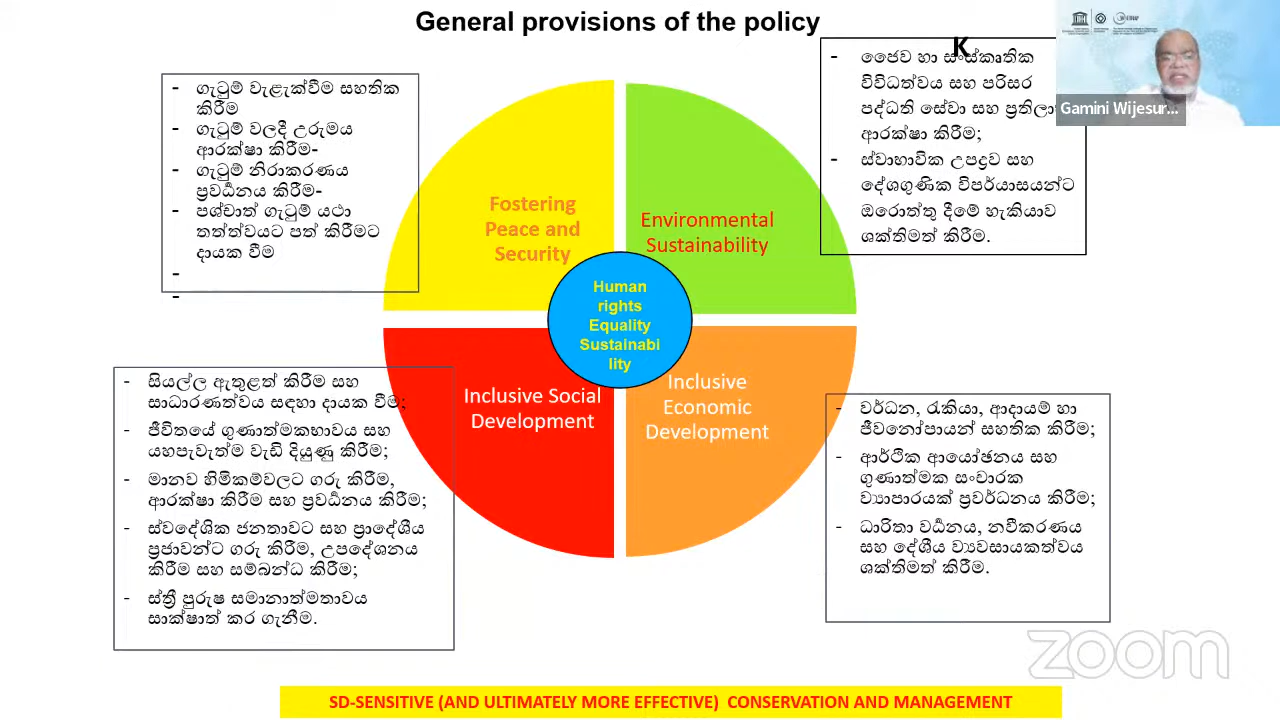 General provisions of the policy
K
Gamini Wijesur...
- ගැටුම් වැළැක්වීම සහතික
කිරීම
- ගැටුම් වලදී උරුමය
ආරක්ෂා කිරීම-
- ගැටුම් නිරාකරණය
ප්‍රවර්ධනය කිරීම-
- පශ්චාත් ගැටුම් යථා
තත්ත්වයට පත් කිරීමට
දායක වීම
-
-
Fostering
Peace and
Security
Environmental
Sustainability
- ජෛව හා සංස්කෘතික
විවිධත්වය සහ පරිසර
පද්ධති සේවා සහ
ආරක්ෂා කිරීම;
- ස්වාභාවික උපද්‍රව සහ
දේශගුණික විපර්යාසයන්ට
ඔරොත්තු දීමේ හැකියාව
ශක්තිමත් කිරීම.
Human
rights
Equality
Sustainabi
lity
- සියල්ල ඇතුළත් කිරීම සහ
සාධාරණත්වය සඳහා දායක වීම;
- ජීවිතයේ ගුණාත්මකභාවය සහ
යහපැවැත්ම වැඩි දියුණු කිරීම;
- මානව හිමිකම්වලට ගරු කිරීම,
ආරක්ෂා කිරීම සහ ප්‍රවර්ධනය කිරීම;
- ස්වදේශික ජනතාවට සහ ප්‍රාදේශීය
ප්‍රජාවන්ට ගරු කිරීම, උපදේශනය
කිරීම සහ සම්බන්ධ කිරීම;
- ස්ත්‍රී පුරුෂ සමානාත්මතාවය
සාක්ෂාත් කර ගැනීම.
Inclusive Social
Development
Inclusive
Economic
Development
- වර්ධන, රැකියා, ආදායම් හා
ජීවනෝපායන් සහතික කිරීම;
- ආර්ථික ආයෝජනය සහ
ගුණාත්මක සංචාරක
ව්‍යාපාරයක් ප්‍රවර්ධනය කිරීම;
- ධාරිතා වර්ධනය, නවීකරණය
සහ දේශීය ව්‍යවසායකත්වය
ශක්තිමත් කිරීම.
zoom
SD-SENSITIVE (AND ULTIMATELY MORE EFFECTIVE) CONSERVATION AND MANAGEMENT